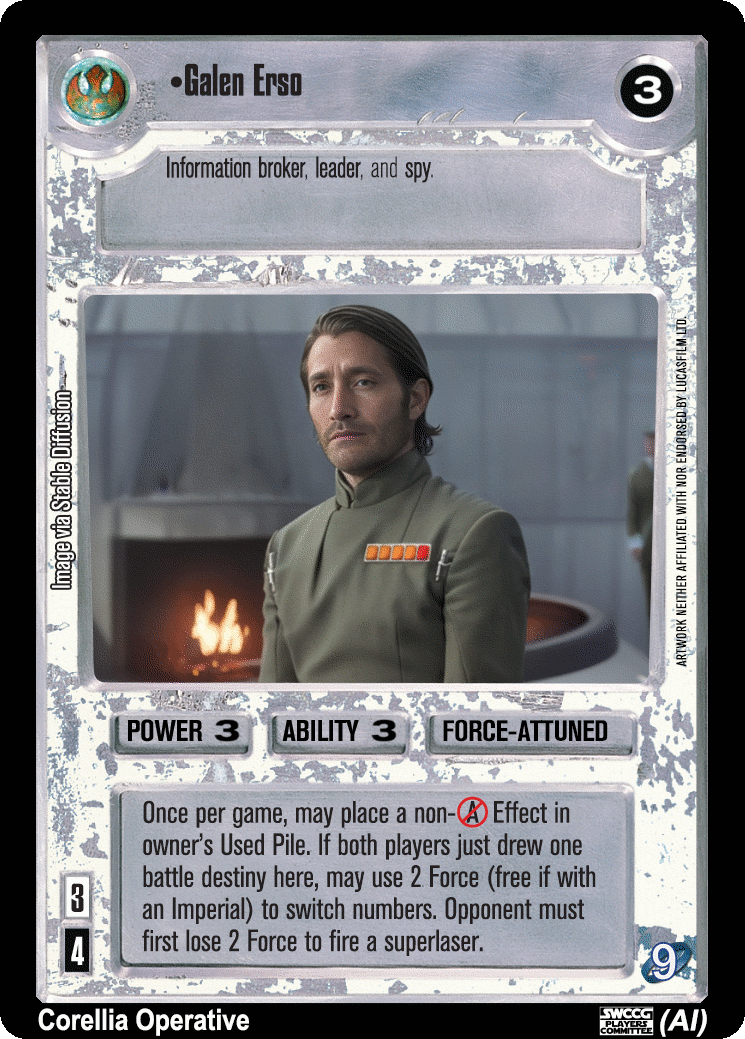 •Galen Erso
3
Information broker, leader, and spy.
Image via Stable Diffusion
ARTWORK NEITHER AFFILIATED WITH NOR ENDORSED BY LUCASFILM LTD.
POWER 3
ABILITY 3
FORCE-ATTUNED
Once per game, may place a non-A Effect in
owner's Used Pile. If both players just drew one
battle destiny here, may use 2 Force (free if with
an Imperial) to switch numbers. Opponent must
first lose 2 Force to fire a superlaser.
3
4
9
Corellia Operative
SWCCG
PLAYERS
COMMITTEE
(AI)